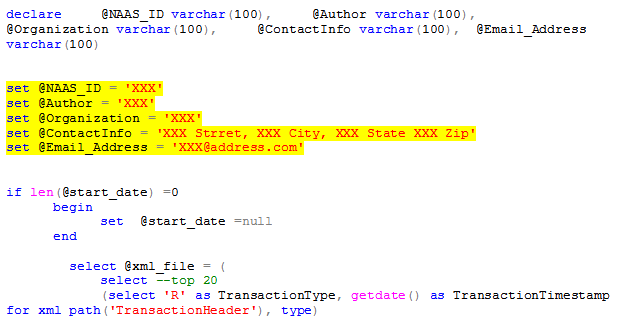 declare @NAAS_ID varchar(100), @Author varchar(100),
@Organization varchar(100), @ContactInfo varchar(100), @Email_Address
varchar(100)
set @NAAS_ID = 'XXX'
set @Author = 'XXX'
set @Organization = 'XXX'
set @ContactInfo = 'XXX Strret, XXX City, XXX State XXX Zip'
set @Email_Address = 'XXX@address.com'
if len(@start_date) =0
begin
set @start_date =null
end
select @xml_file = (
select --top 20
(select 'R' as TransactionType, getdate() as TransactionTimestamp
for xml path('TransactionHeader'), type)